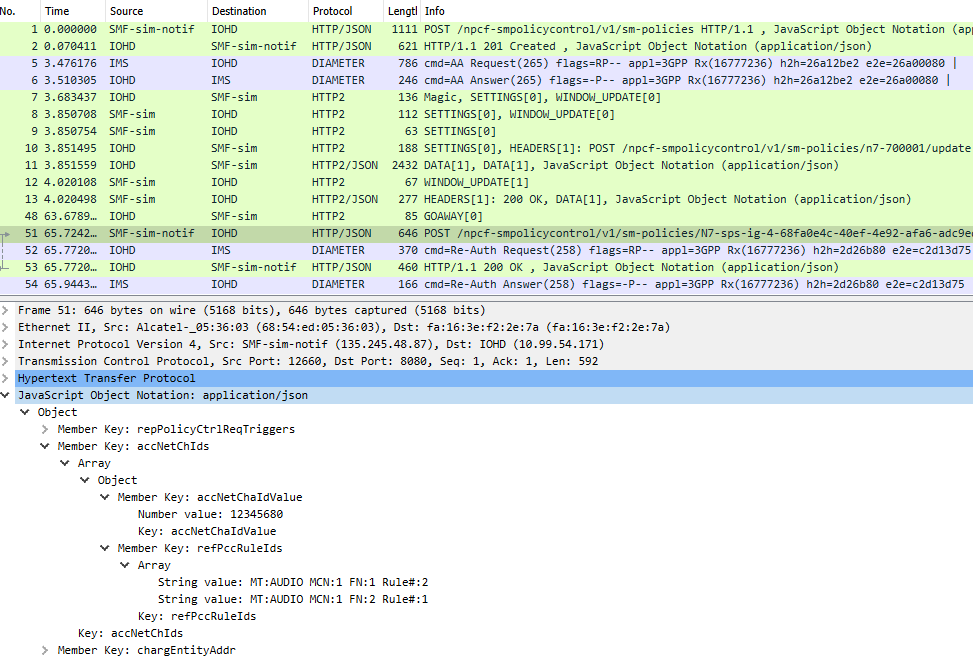 No. Time Source Destination Protocol Lengtl Info
1 0.000000 SMF-sim-notif IOHD HTTP/JSON 1111 POST /npcf-smpolicycontrol/v1/sm-policies HTTP/1.1 , JavaScript Object Notation (app
2 0.070411 IOHD SMF-sim-notif HTTP/JSON 621 HTTP/1.1 201 Created , JavaScript Object Notation (application/json)
5 3.476176 IMS IOHD DIAMETER 786 cmd=AA Request(265) flags=RP-- appl=3GPP Rx(16777236) h2h=26a12be2 e2e=26a00080 |
6 3.510305 IOHD IMS DIAMETER 246 cmd=AA Answer(265) flags=-P-- appl=3GPP Rx(16777236) h2h=26a12be2 e2e=26a00080 |
7 3.683437 IOHD SMF-sim HTTP2 136 Magic, SETTINGS[0], WINDOW_UPDATE[0]
8 3.850708 SMF-sim IOHD HTTP2 112 SETTINGS[0], WINDOW_UPDATE[0]
9 3.850754 SMF-sim IOHD HTTP2 63 SETTINGS[0]
10 3.851495 IOHD SMF-sim HTTP2 188 SETTINGS[0], HEADERS[1]: POST /npcf-smpolicycontrol/v1/sm-policies/n7-700001/update
11 3.851559 IOHD SMF-sim HTTP2/JSON 2432 DATA[1], DATA[1], JavaScript Object Notation (application/json)
12 4.020108 SMF-sim IOHD HTTP2 67 WINDOW_UPDATE[1]
13 4.020498 SMF-sim IOHD HTTP2/JSON 277 HEADERS[1]: 200 OK, DATA[1], JavaScript Object Notation (application/json)
48 63.6789… SMF-sim IOHD HTTP2 85 GOAWAY[0]
51 65.7242… SMF-sim-notif IOHD HTTP/JSON 646 POST /npcf-smpolicycontrol/v1/sm-policies/N7-sps-ig-4-68fa0e4c-40ef-4e92-afa6-adc9e
52 65.7720… IOHD IMS DIAMETER 370 cmd=Re-Auth Request(258) flags=RP-- appl=3GPP Rx(16777236) h2h=2d26b80 e2e=c2d13d75
53 65.7720… IOHD SMF-sim-notif HTTP/JSON 460 HTTP/1.1 200 OK , JavaScript Object Notation (application/json)
54 65.9443… IMS IOHD DIAMETER 166 cmd=Re-Auth Answer(258) flags=-P-- appl=3GPP Rx(16777236) h2h=2d26b80 e2e=c2d13d75
Frame 51: 646 bytes on wire (5168 bits), 646 bytes captured (5168 bits)
Ethernet II, Src: Alcatel-_05:36:03 (68:54:ed:05:36:03), Dst: fa:16:3e:f2:2e:7a (fa:16:3e:f2:2e:7a)
Internet Protocol Version 4, Src: SMF-sim-notif (135.245.48.87), Dst: IOHD (10.99.54.171)
Transmission Control Protocol, Src Port: 12660, Dst Port: 8080, Seq: 1, Ack: 1, Len: 592
Hypertext Transfer Protocol
JavaScript Object Notation: application/json
Object
Member Key: repPolicyCtrlReqTriggers
Member Key: accNetChIds
Array
Object
Member Key: accNetChaIdValue
Number value: 12345680
Key: accNetChaIdValue
Member Key: refPccRuleIds
Array
String value: MT:AUDIO MCN:1 FN:1 Rule#:2
String value: MT:AUDIO MCN:1 FN:2 Rule#:1
Key: refPccRuleIds
Key: accNetChIds
Member Key: chargEntityAddr